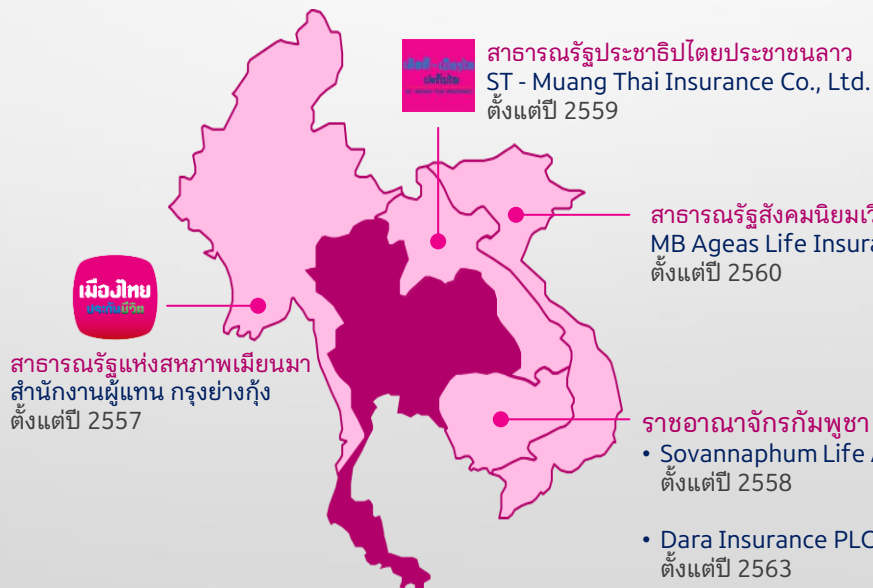 สาธารณรัฐประชาธิปไตยประชาชนลาว
ST - Muang Thai Insurance Co., Ltd.
ตั้งแต่ปี 2559
สาธารณรัฐสังคมนิยมเวี
MB Ageas Life Insura
ตั้งแต่ปี 2560
เมืองไทย
ประกันชีวิต
สาธารณรัฐแห่งสหภาพเมียนมา
สำนักงานผู้แทน กรุงย่างกุ้ง
ตั้งแต่ปี 2557
ราชอาณาจักรกัมพูชา
• Sovannaphum Life A
ตั้งแต่ปี 2558
• Dara Insurance PLC
ตั้งแต่ปี 2563